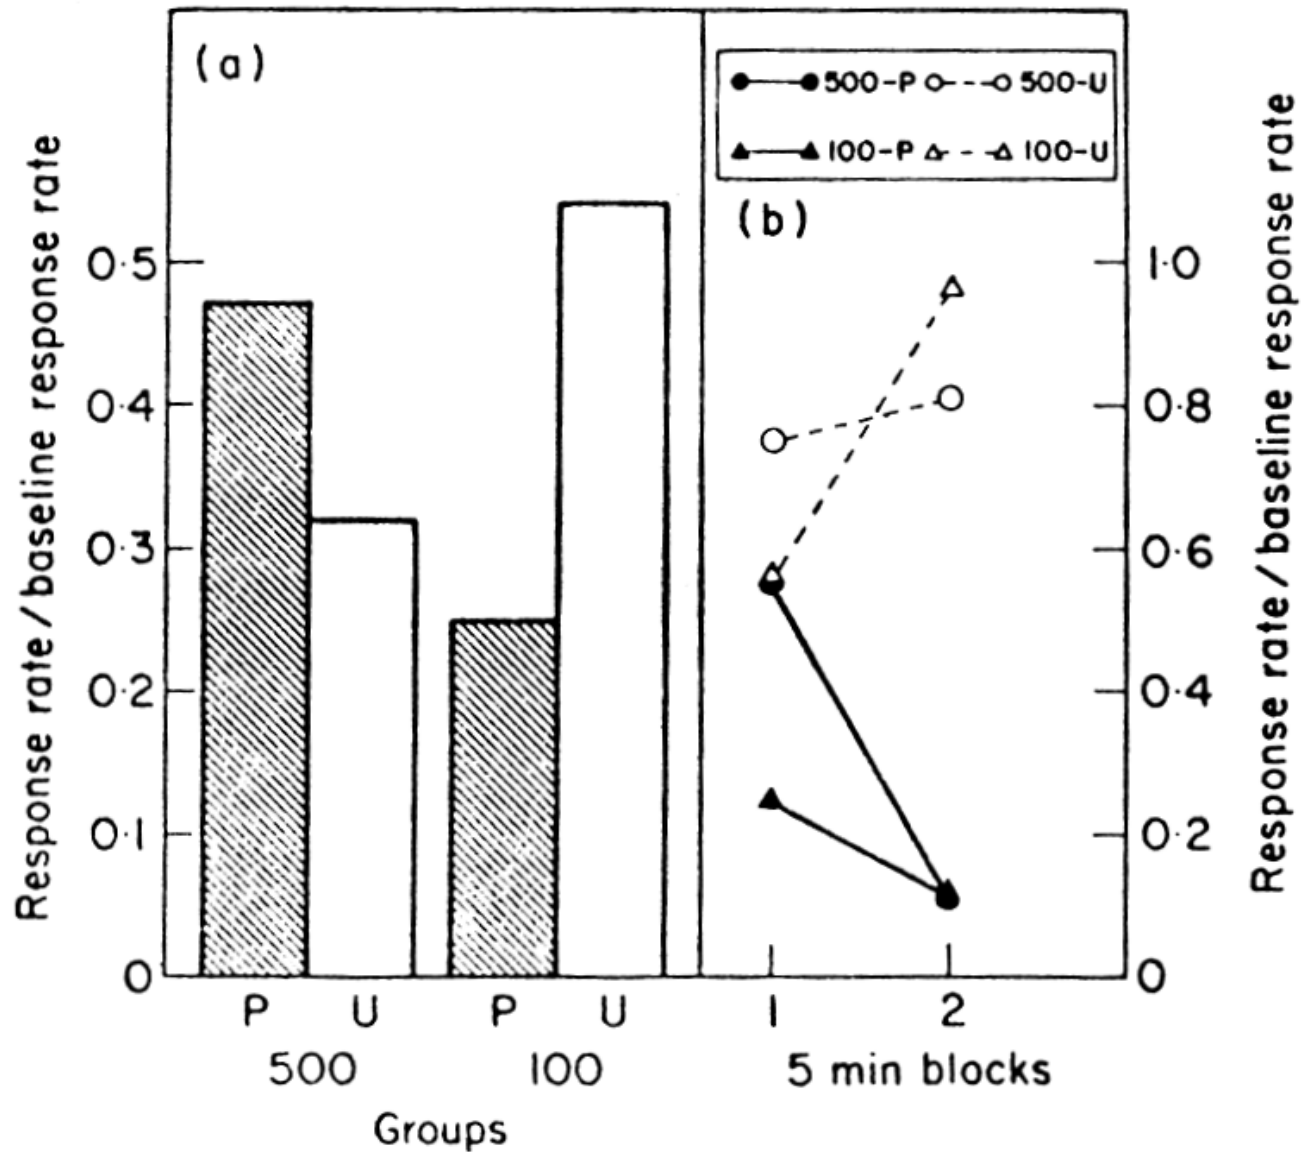 (a)
500-P 500-U
100-P 100-U
(b)
Response rate/baseline response rate
0·5
0·4
0·3
0·2
0·1
0
P U P U
500 100
Groups
1·0
0·8
0·6
0·4
0·2
0
1 2
5 min blocks
Response rate/baseline response rate